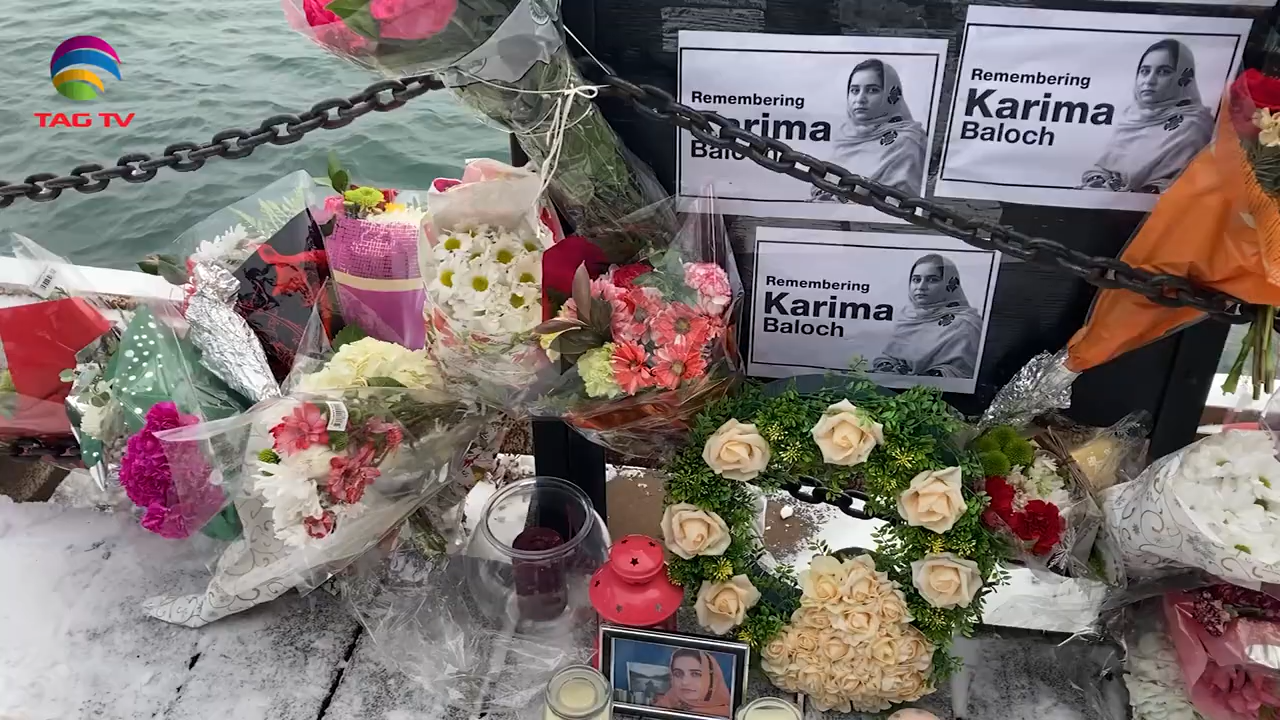 TAG TV
Remembering
Karima
Baloch
Remembering
Karima
Baloch
Remembering
Karima
Baloch